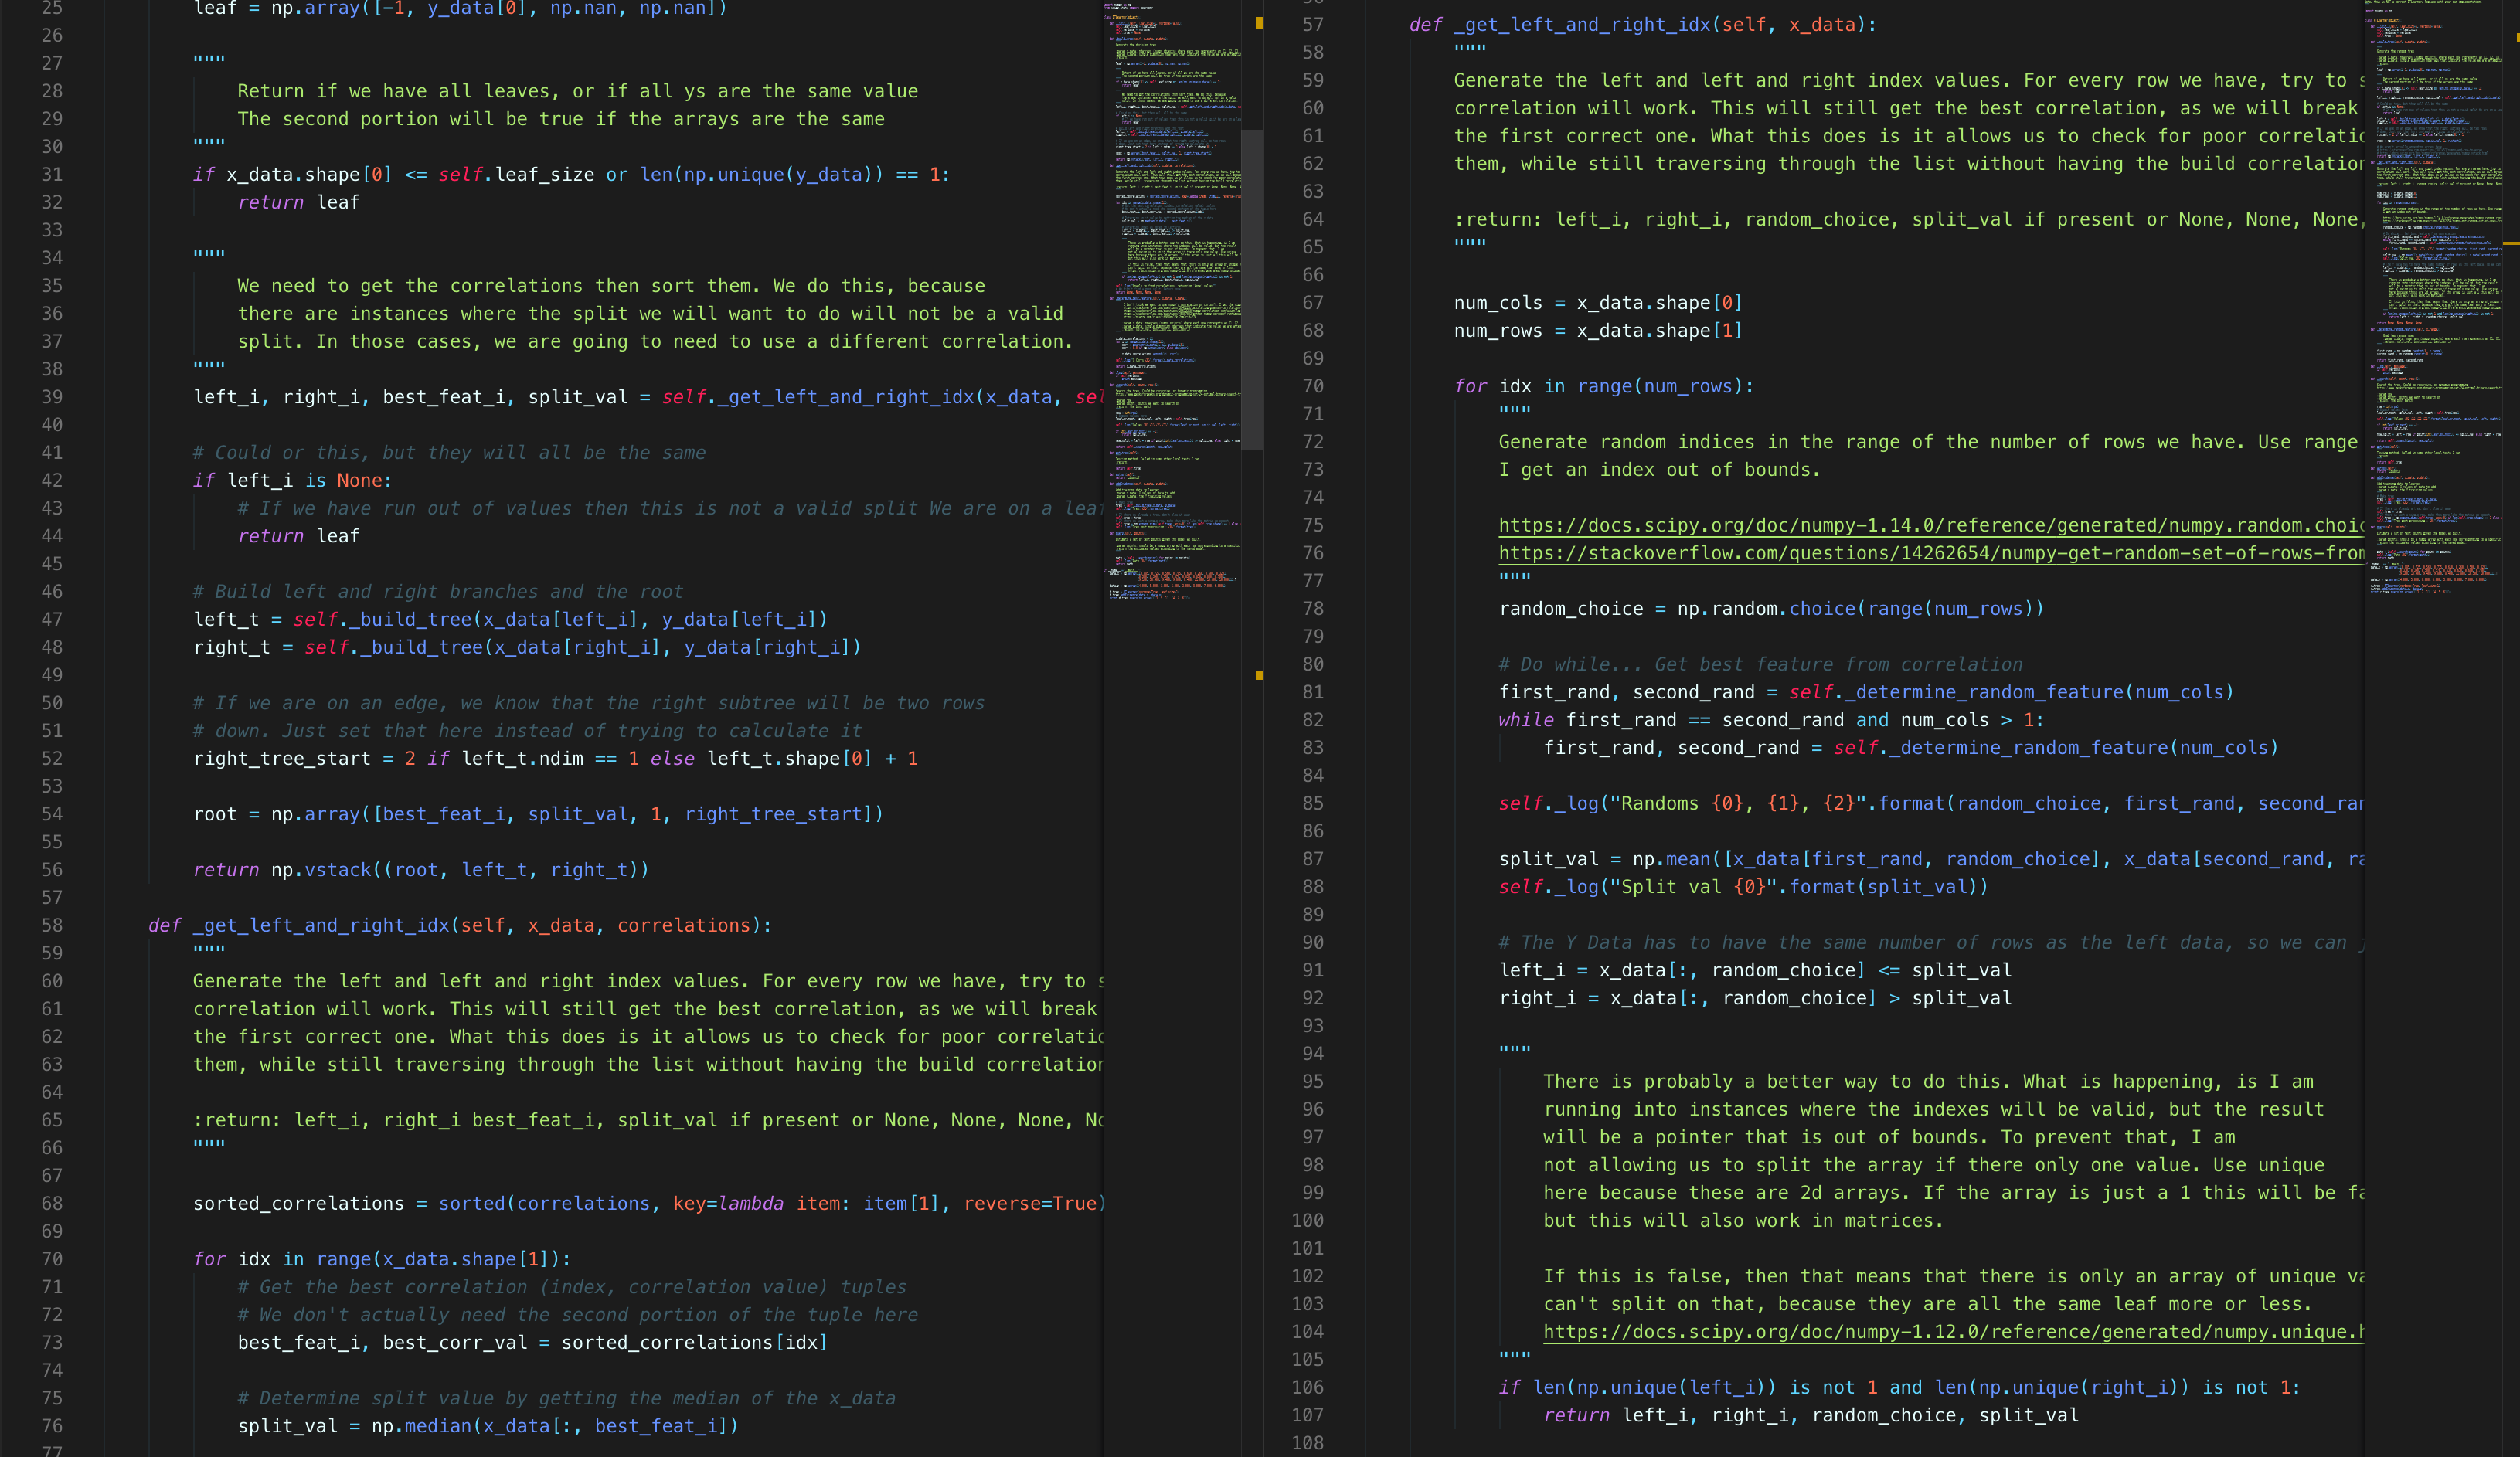 25 leaf = np.array([-1, y_data[0], np.nan, np.nan])
26
27 """
28 Return if we have all leaves, or if all ys are the same value
29 The second portion will be true if the arrays are the same
30 """
31 if x_data.shape[0] <= self.leaf_size or len(np.unique(y_data)) == 1:
32 return leaf
33
34 """
35 We need to get the correlations then sort them. We do this, because
36 there are instances where the split we will want to do will not be a valid
37 split. In those cases, we are going to need to use a different correlation.
38 """
39 left_i, right_i, best_feat_i, split_val = self._get_left_and_right_idx(x_data, sel
40
41 # Could or this, but they will all be the same
42 if left_i is None:
43 # If we have run out of values then this is not a valid split We are on a leaf
44 return leaf
45
46 # Build left and right branches and the root
47 left_t = self._build_tree(x_data[left_i], y_data[left_i])
48 right_t = self._build_tree(x_data[right_i], y_data[right_i])
49
50 # If we are on an edge, we know that the right subtree will be two rows
51 # down. Just set that here instead of trying to calculate it
52 right_tree_start = 2 if left_t.ndim == 1 else left_t.shape[0] + 1
53
54 root = np.array([best_feat_i, split_val, 1, right_tree_start])
55
56 return np.vstack((root, left_t, right_t))
57
58 def _get_left_and_right_idx(self, x_data, correlations):
59 """
60 Generate the left and left and right index values. For every row we have, try to s
61 correlation will work. This will still get the best correlation, as we will break
62 the first correct one. What this does is it allows us to check for poor correlatio
63 them, while still traversing through the list without having the build correlation
64
65 :return: left_i, right_i best_feat_i, split_val if present or None, None, None, No
66 """
67
68 sorted_correlations = sorted(correlations, key=lambda item: item[1], reverse=True)
69
70 for idx in range(x_data.shape[1]):
71 # Get the best correlation (index, correlation value) tuples
72 # We don't actually need the second portion of the tuple here
73 best_feat_i, best_corr_val = sorted_correlations[idx]
74
75 # Determine split value by getting the median of the x_data
76 split_val = np.median(x_data[:, best_feat_i])
77
57 def _get_left_and_right_idx(self, x_data):
58 """
59 Generate the left and left and right index values. For every row we have, try to s
60 correlation will work. This will still get the best correlation, as we will break
61 the first correct one. What this does is it allows us to check for poor correlatio
62 them, while still traversing through the list without having the build correlation
63
64 :return: left_i, right_i, random_choice, split_val if present or None, None, None,
65 """
66
67 num_cols = x_data.shape[0]
68 num_rows = x_data.shape[1]
69
70 for idx in range(num_rows):
71 """
72 Generate random indices in the range of the number of rows we have. Use range
73 I get an index out of bounds.
74
75 https://docs.scipy.org/doc/numpy-1.14.0/reference/generated/numpy.random.choic
76 https://stackoverflow.com/questions/14262654/numpy-get-random-set-of-rows-from
77 """
78 random_choice = np.random.choice(range(num_rows))
79
80 # Do while... Get best feature from correlation
81 first_rand, second_rand = self._determine_random_feature(num_cols)
82 while first_rand == second_rand and num_cols > 1:
83 first_rand, second_rand = self._determine_random_feature(num_cols)
84
85 self._log("Randoms {0}, {1}, {2}".format(random_choice, first_rand, second_ran
86
87 split_val = np.mean([x_data[first_rand, random_choice], x_data[second_rand, ra
88 self._log("Split val {0}".format(split_val))
89
90 # The Y Data has to have the same number of rows as the left data, so we can j
91 left_i = x_data[:, random_choice] <= split_val
92 right_i = x_data[:, random_choice] > split_val
93
94 """
95 There is probably a better way to do this. What is happening, is I am
96 running into instances where the indexes will be valid, but the result
97 will be a pointer that is out of bounds. To prevent that, I am
98 not allowing us to split the array if there only one value. Use unique
99 here because these are 2d arrays. If the array is just a 1 this will be fa
100 but this will also work in matrices.
101
102 If this is false, then that means that there is only an array of unique va
103 can't split on that, because they are all the same leaf more or less.
104 https://docs.scipy.org/doc/numpy-1.12.0/reference/generated/numpy.unique.h
105 """
106 if len(np.unique(left_i)) is not 1 and len(np.unique(right_i)) is not 1:
107 return left_i, right_i, random_choice, split_val
108